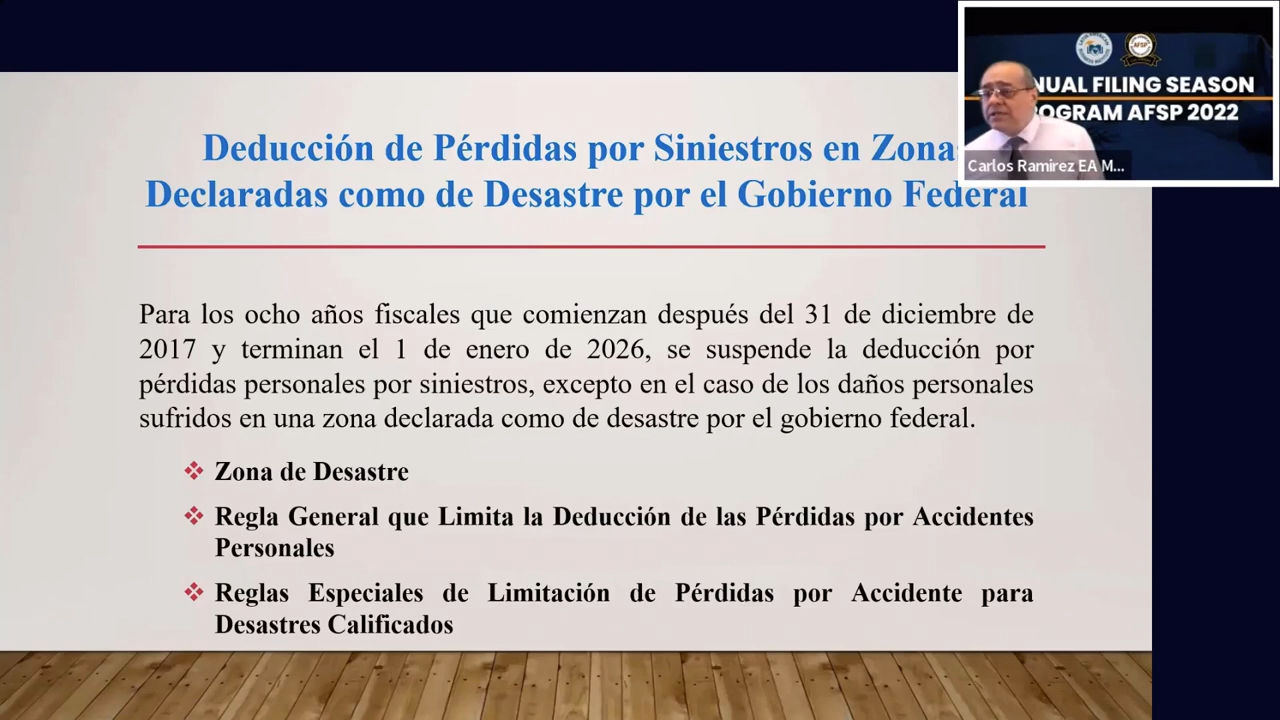 Deducción de Pérdidas por Siniestros en Zona
Declaradas como de Desastre por el Gobierno Federal
Para los ocho años fiscales que comienzan después del 31 de diciembre de
2017 y terminan el 1 de enero de 2026, se suspende la deducción por
pérdidas personales por siniestros, excepto en el caso de los daños personales
sufridos en una zona declarada como de desastre por el gobierno federal.
Zona de Desastre
Regla General que Limita la Deducción de las Pérdidas por Accidentes
Personales
Reglas Especiales de Limitación de Pérdidas por Accidente para
Desastres Calificados
AFSP
NUAL FILING SEASON
OGRAM AFSP 2022
Carlos Ramirez EA M...